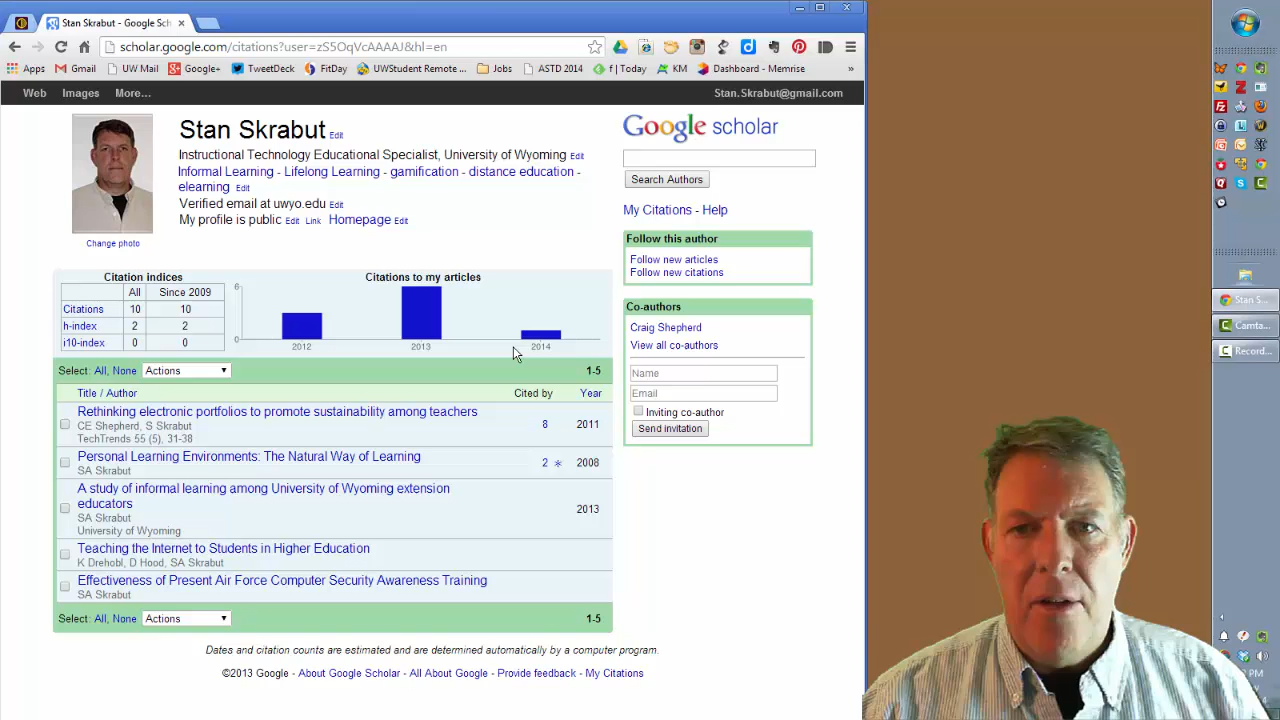 Stan Skrabut - Google Sch
scholar.google.com/citations?user=zS5OqVcAAAAJ&hl=en
Apps Gmail UW Mail Google+ TweetDeck FitDay UWStudent Remote ... Jobs ASTD 2014 f | Today KM Dashboard - Memrise »
Web Images More... Stan.Skrabut@gmail.com
Stan Skrabut Edit
Instructional Technology Educational Specialist, University of Wyoming Edit
Informal Learning - Lifelong Learning - gamification - distance education -
elearning Edit
Verified email at uwyo.edu Edit
My profile is public Edit Link Homepage Edit
Change photo
Google scholar
Search Authors
My Citations - Help
Follow this author
Follow new articles
Follow new citations
Co-authors
Craig Shepherd
View all co-authors
Name
Email
Inviting co-author
Send invitation
Citation indices
All Since 2009
Citations 10 10
h-index 2 2
i10-index 0 0
Citations to my articles
6
0
2012 2013 2014
Select: All, None Actions 1-5
Title / Author Cited by Year
Rethinking electronic portfolios to promote sustainability among teachers
CE Shepherd, S Skrabut 8 2011
TechTrends 55 (5), 31-38
Personal Learning Environments: The Natural Way of Learning 2 * 2008
SA Skrabut
A study of informal learning among University of Wyoming extension
educators 2013
SA Skrabut
University of Wyoming
Teaching the Internet to Students in Higher Education
K Drehobl, D Hood, SA Skrabut
Effectiveness of Present Air Force Computer Security Awareness Training
SA Skrabut
Select: All, None Actions 1-5
Dates and citation counts are estimated and are determined automatically by a computer program.
©2013 Google - About Google Scholar - All About Google - Provide feedback - My Citations
Stan S...
Camta...
Record...